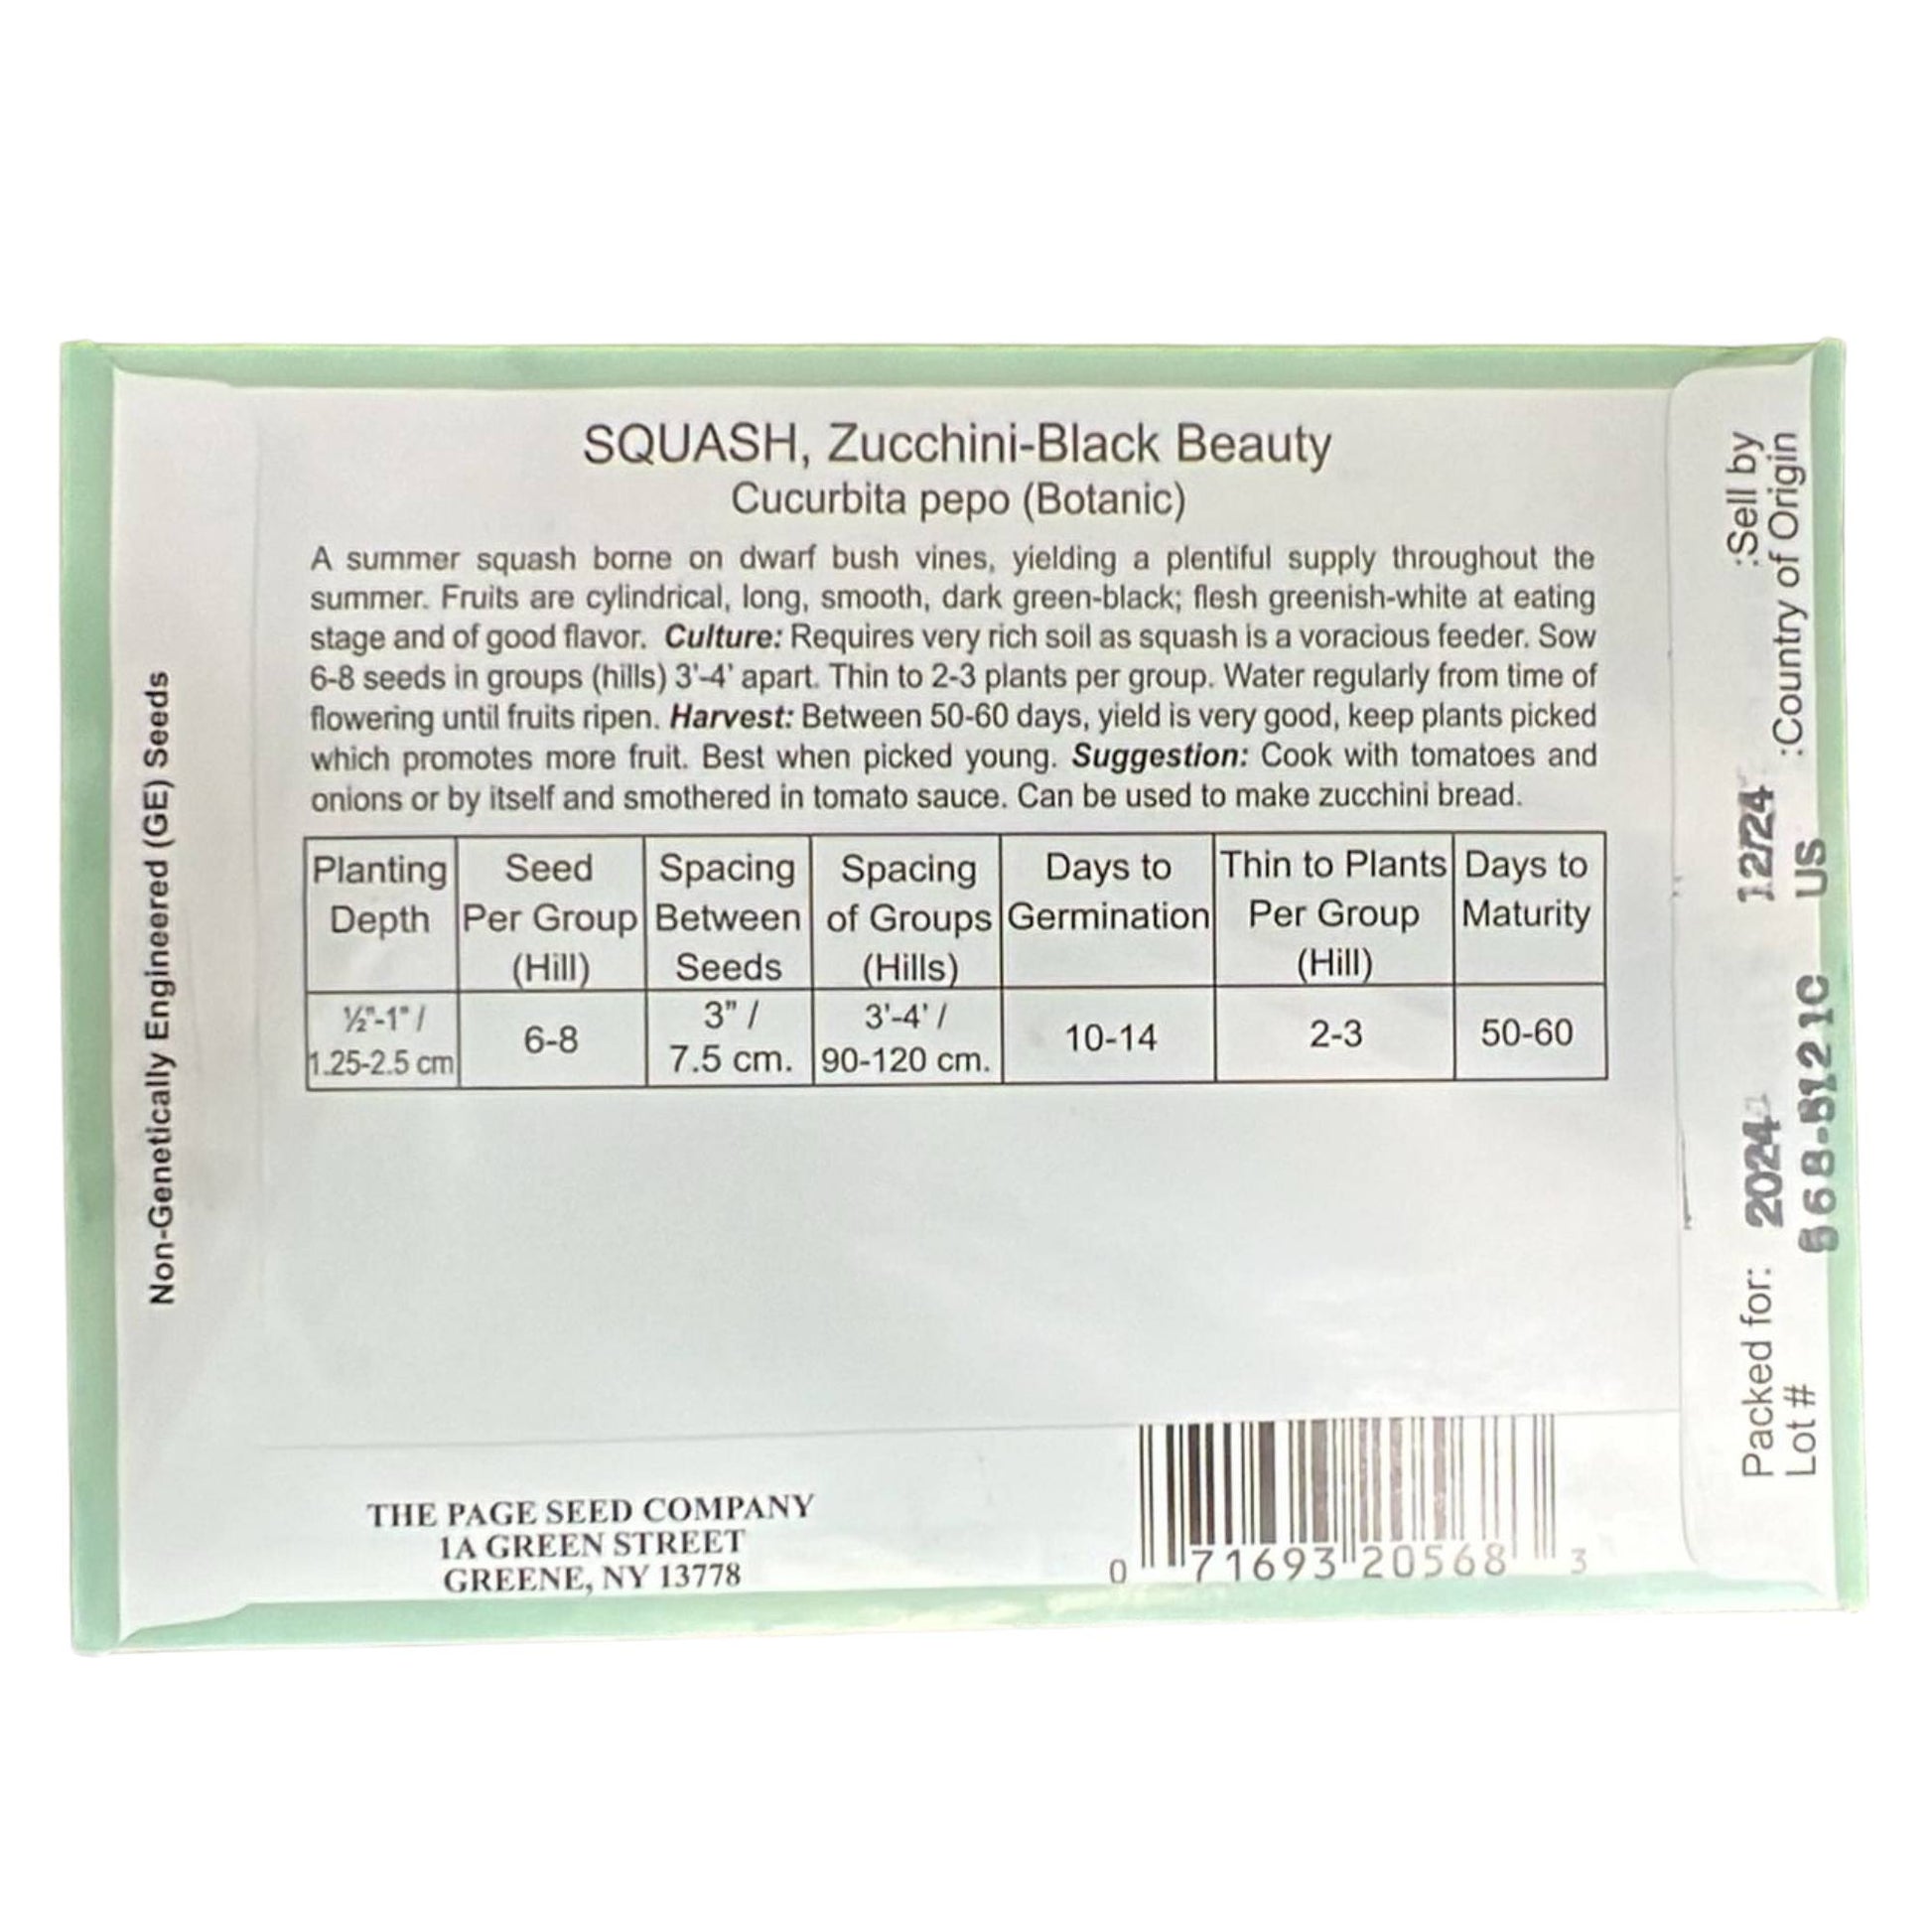 SQUASH, Zucchini-Black Beauty
Cucurbita pepo (Botanic)
A summer squash borne on dwarf bush vines, yielding a plentiful supply throughout the
summer. Fruits are cylindrical, long, smooth, dark green-black; flesh greenish-white at eating
stage and of good flavor. Culture: Requires very rich soil as squash is a voracious feeder. Sow
6-8 seeds in groups (hills) 3'-4' apart. Thin to 2-3 plants per group. Water regularly from time of
flowering until fruits ripen. Harvest: Between 50-60 days, yield is very good, keep plants picked
which promotes more fruit. Best when picked young. Suggestion: Cook with tomatoes and
onions or by itself and smothered in tomato sauce. Can be used to make zucchini bread.
Planting Seed Spacing Spacing Days to Thin to Plants Days to
Depth Per Group Between of Groups Germination Per Group Maturity
(Hill) Seeds (Hills) (Hill)
½"-1" / 6-8 3" / 3'-4' / 10-14 2-3 50-60
1.25-2.5 cm 7.5 cm. 90-120 cm.
Non-Genetically Engineered (GE) Seeds
Packed for: 2024 12/24 :Sell by
Lot # US :Country of Origin
THE PAGE SEED COMPANY
1A GREEN STREET
GREENE, NY 13778
0 71693 20568 3